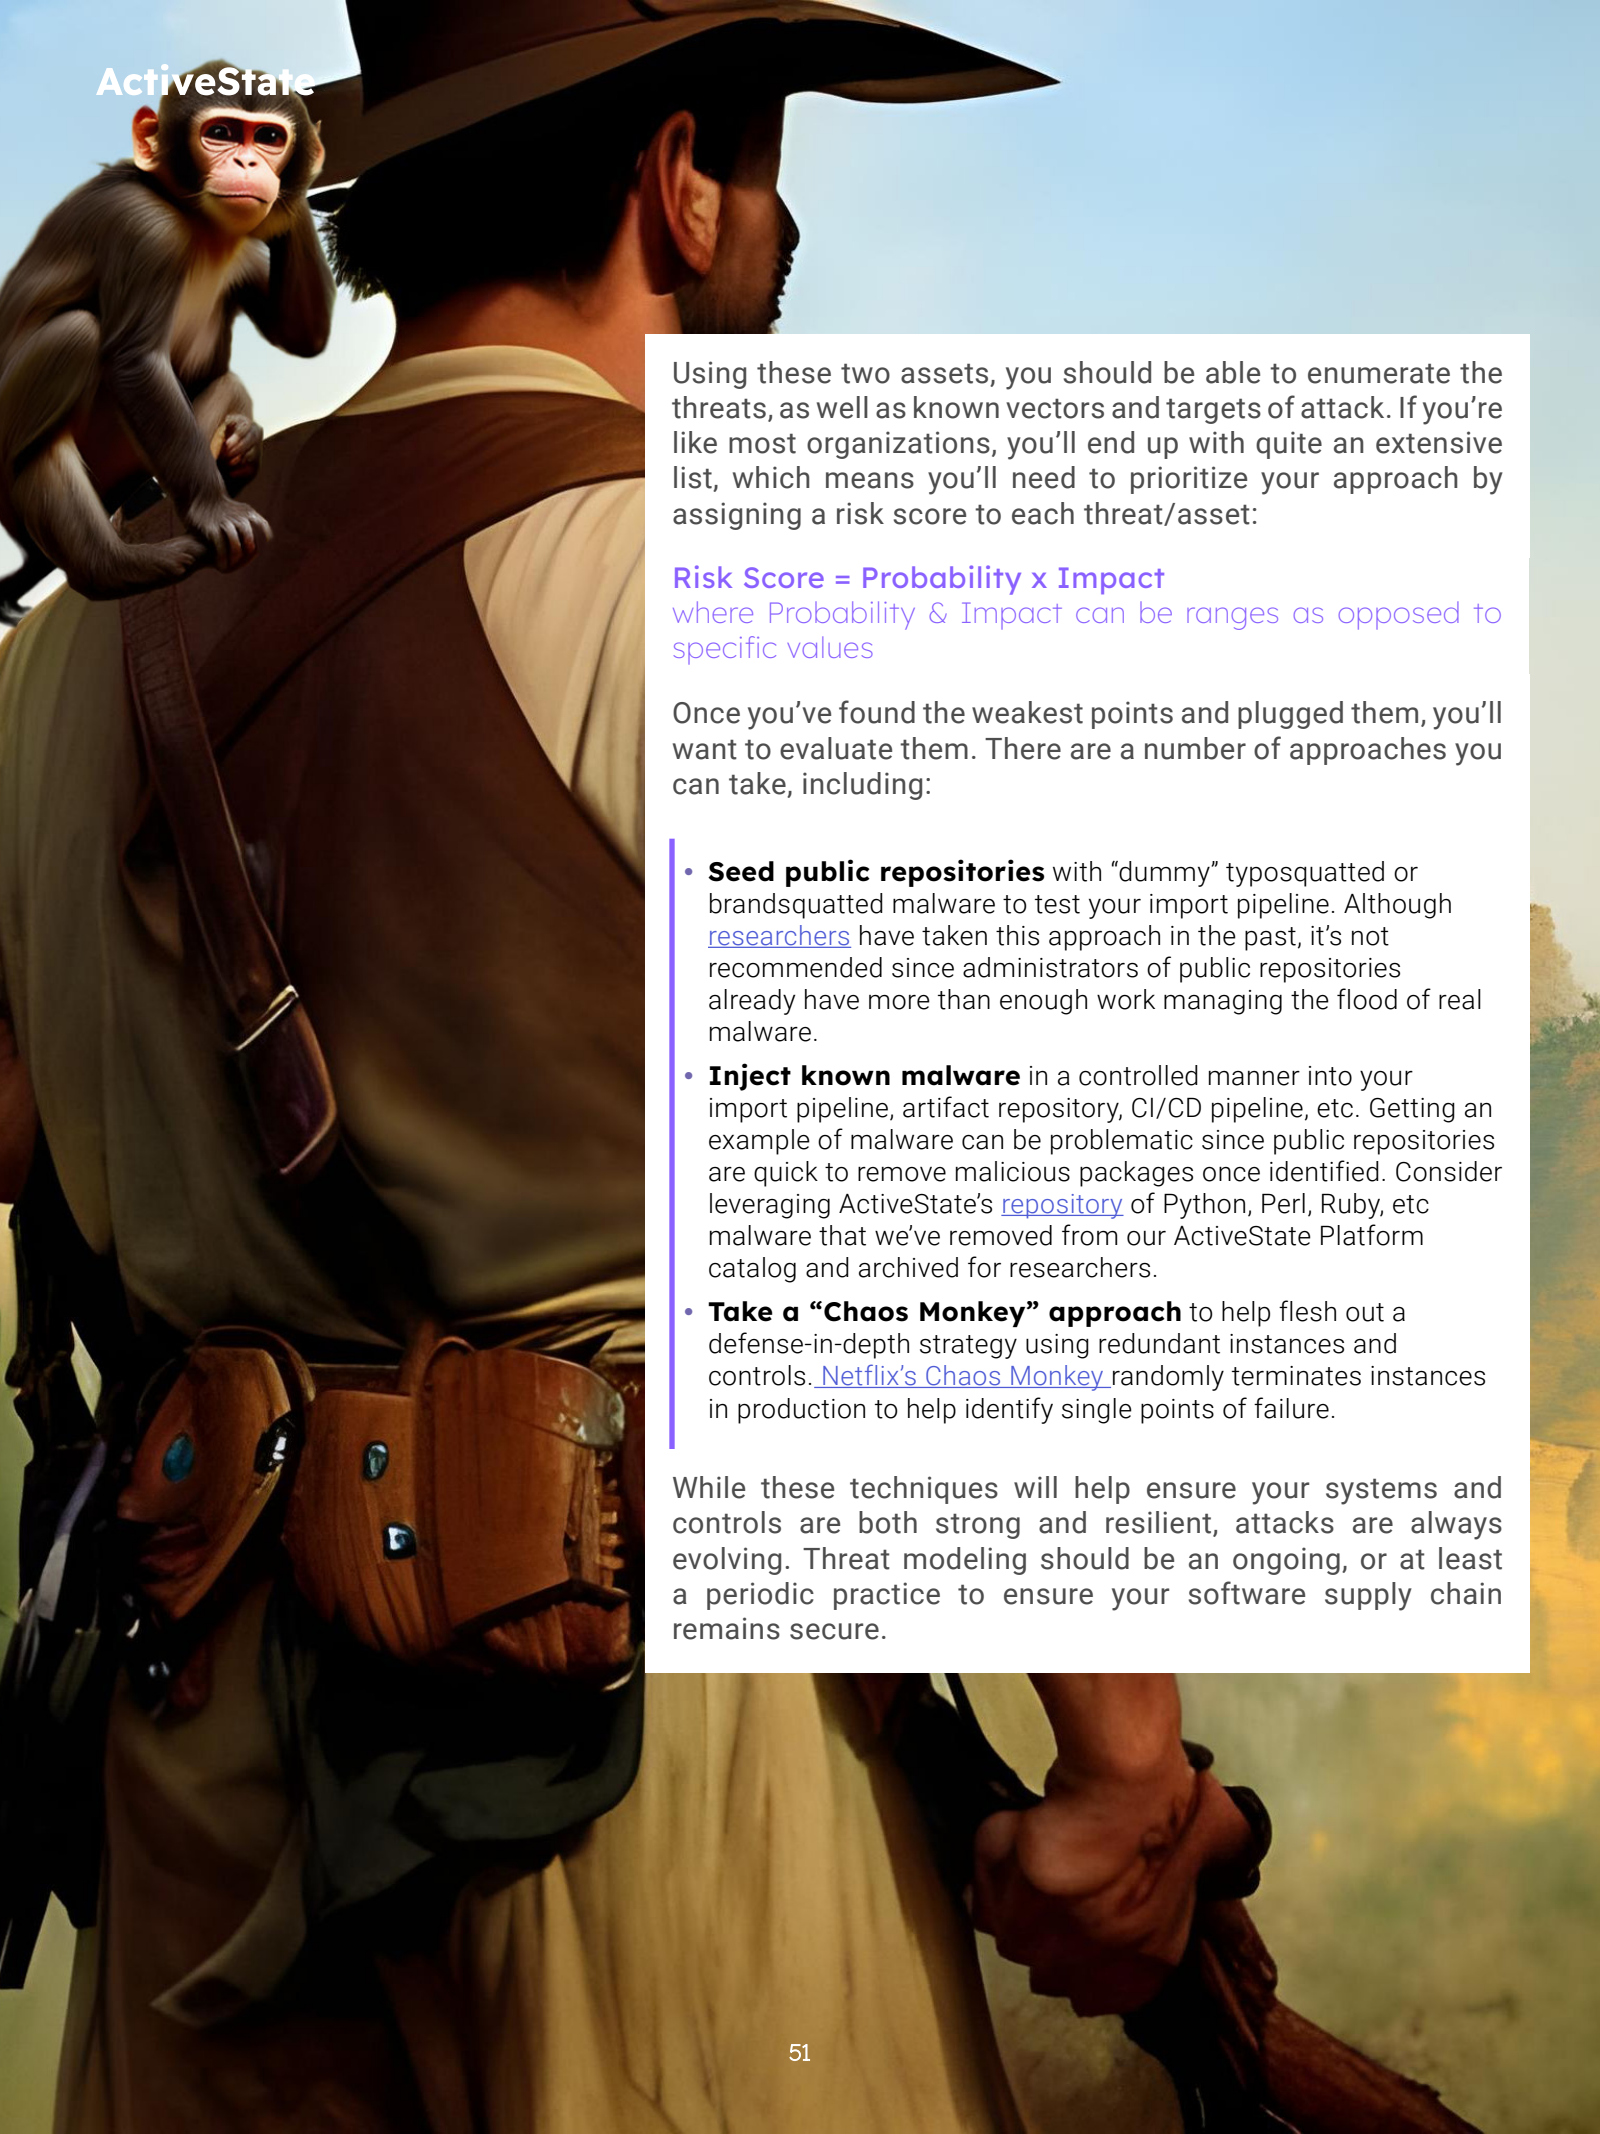 ActiveState
Using these two assets, you should be able to enumerate the
threats, as well as known vectors and targets of attack. If you’re
like most organizations, you’ll end up with quite an extensive
list, which means you’ll need to prioritize your approach by
assigning a risk score to each threat/asset:
Risk Score = Probability x Impact
where Probability & Impact can be ranges as opposed to
specific values
Once you’ve found the weakest points and plugged them, you’ll
want to evaluate them. There are a number of approaches you
can take, including:
• Seed public repositories with “dummy” typosquatted or
brandsquatted malware to test your import pipeline. Although
researchers have taken this approach in the past, it’s not
recommended since administrators of public repositories
already have more than enough work managing the flood of real
malware.
• Inject known malware in a controlled manner into your
import pipeline, artifact repository, CI/CD pipeline, etc. Getting an
example of malware can be problematic since public repositories
are quick to remove malicious packages once identified. Consider
leveraging ActiveState’s repository of Python, Perl, Ruby, etc
malware that we’ve removed from our ActiveState Platform
catalog and archived for researchers.
• Take a “Chaos Monkey” approach to help flesh out a
defense-in-depth strategy using redundant instances and
controls. Netflix’s Chaos Monkey randomly terminates instances
in production to help identify single points of failure.
While these techniques will help ensure your systems and
controls are both strong and resilient, attacks are always
evolving. Threat modeling should be an ongoing, or at least
a periodic practice to ensure your software supply chain
remains secure.
51